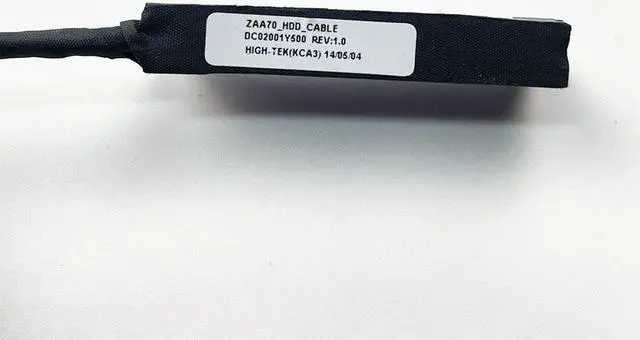 ZAA70_HDD_CABLE
DC02001Y500 REV:1.0
HIGH-TEK(KCA3) 14/05/04